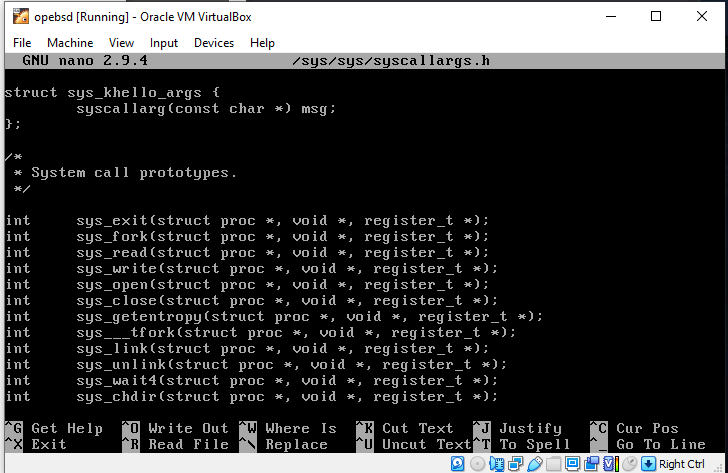 opebsd [Running] - Oracle VM VirtualBox
File Machine View Input Devices Help
GNU nano 2.9.4 /sys/sys/syscallargs.h
struct sys_khello_args {
syscallarg(const char *) msg;
};
/*
* System call prototypes.
*/
int sys_exit(struct proc *, void *, register_t *);
int sys_fork(struct proc *, void *, register_t *);
int sys_read(struct proc *, void *, register_t *);
int sys_write(struct proc *, void *, register_t *);
int sys_open(struct proc *, void *, register_t *);
int sys_close(struct proc *, void *, register_t *);
int sys_getentropy(struct proc *, void *, register_t *);
int sys___tfork(struct proc *, void *, register_t *);
int sys_link(struct proc *, void *, register_t *);
int sys_unlink(struct proc *, void *, register_t *);
int sys_wait4(struct proc *, void *, register_t *);
int sys_chdir(struct proc *, void *, register_t *);
^G Get Help ^O Write Out ^W Where Is ^K Cut Text ^J Justify ^C Cur Pos
^X Exit ^R Read File ^\ Replace ^U Uncut Text ^T To Spell ^_ Go To Line
Right Ctrl